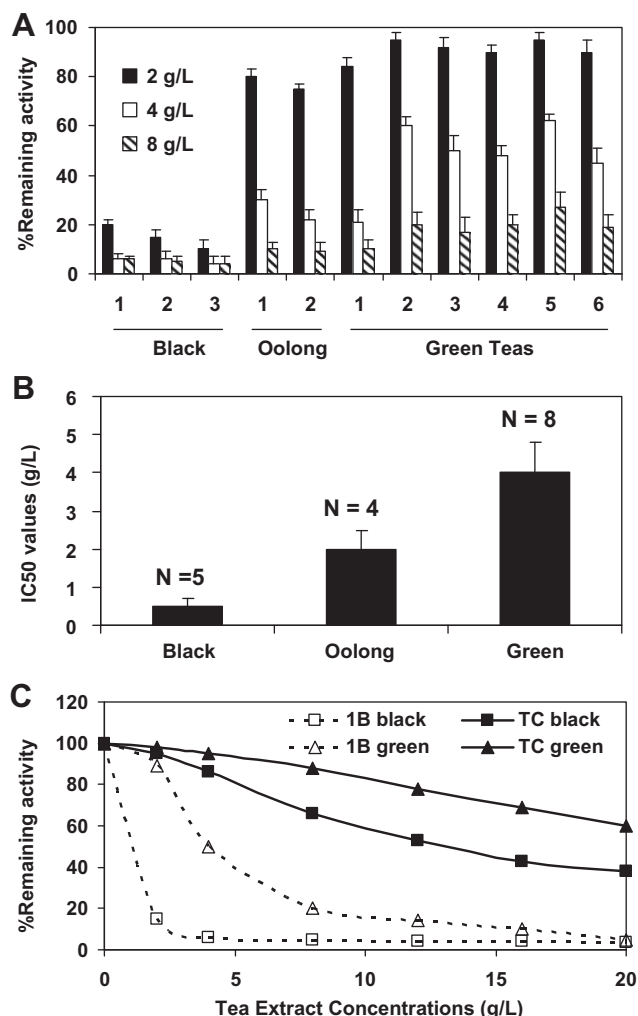 A
%Remaining activity
100
80
60
40
20
0
2 g/L
4 g/L
8 g/L
1 2 3 1 2 1 2 3 4 5 6
Black Oolong Green Teas
B
IC50 values (g/L)
6
5
4
3
2
1
0
N =5
N = 4
N = 8
Black Oolong Green
C
%Remaining activity
120
100
80
60
40
20
0
1B black TC black
1B green TC green
0 5 10 15 20
Tea Extract Concentrations (g/L)